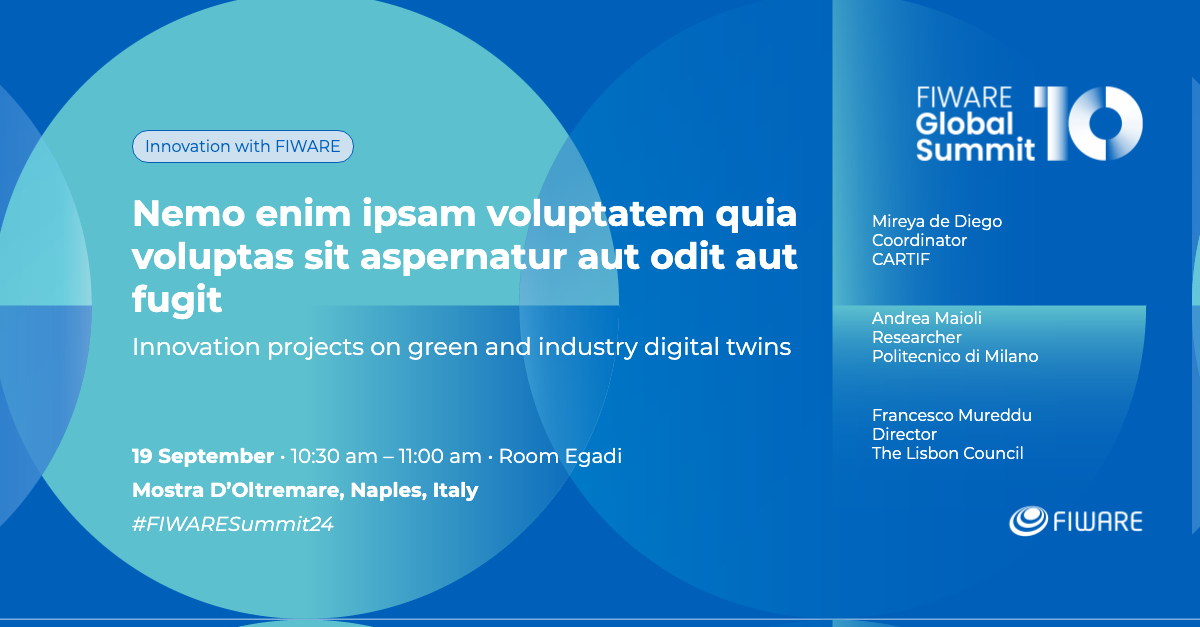 Innovation with FIWARE
Nemo enim ipsam voluptatem quia
voluptas sit aspernatur aut odit aut
fugit
Innovation projects on green and industry digital twins
19 September · 10:30 am – 11:00 am · Room Egadi
Mostra D’Oltremare, Naples, Italy
#FIWARESummit24
FIWARE
Global
Summit 10
Mireya de Diego
Coordinator
CARTIF
Andrea Maioli
Researcher
Politecnico di Milano
Francesco Mureddu
Director
The Lisbon Council
FIWARE